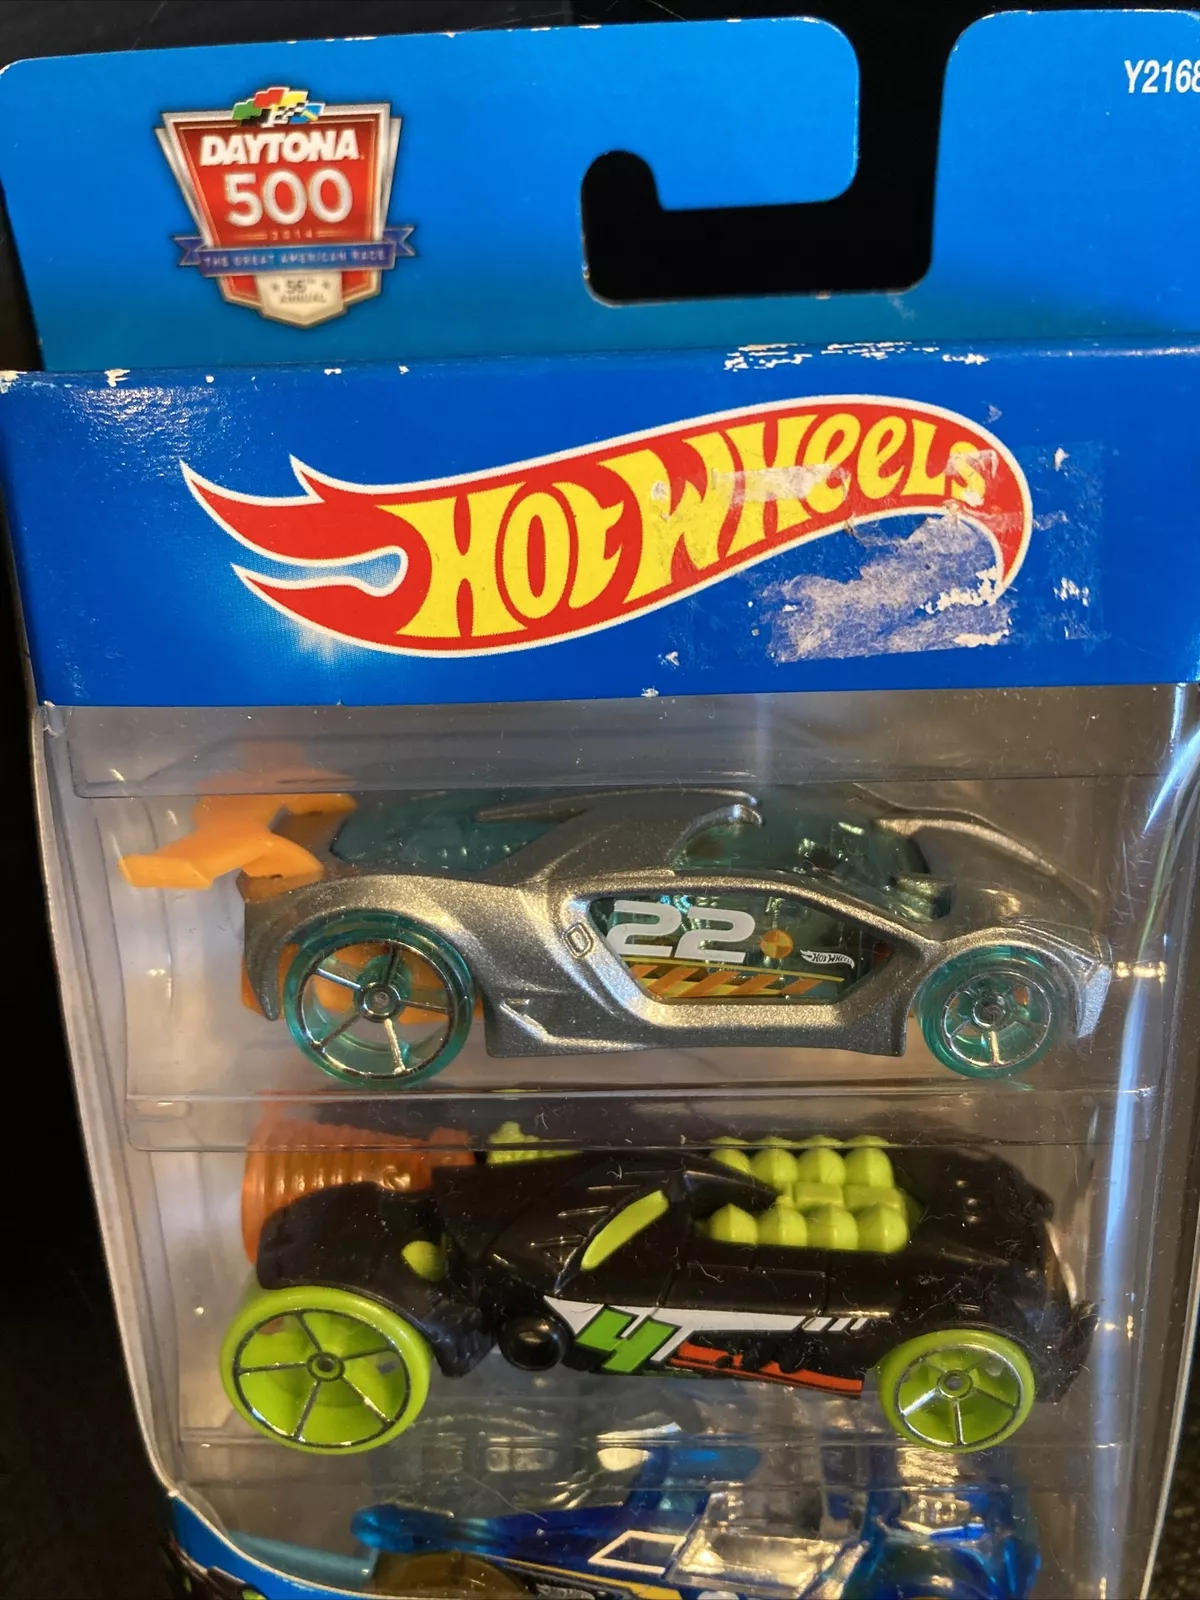 Y2168
DAYTONA
500
2014
THE GREAT AMERICAN RACE
56TH
ANNUAL
HOT WHEELS
22
HOT WHEELS
4